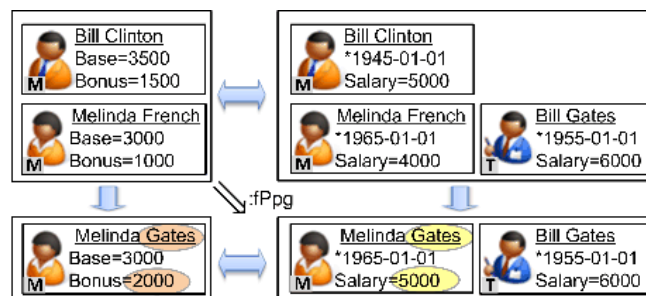 Bill Clinton
Base=3500
Bonus=1500
M
Melinda French
Base=3000
Bonus=1000
M
Bill Clinton
*1945-01-01
Salary=5000
M
Melinda French
*1965-01-01
Salary=4000
M
Bill Gates
*1955-01-01
Salary=6000
T
:fPpg
Melinda Gates
Base=3000
Bonus=2000
M
Melinda Gates
*1965-01-01
Salary=5000
M
Bill Gates
*1955-01-01
Salary=6000
T